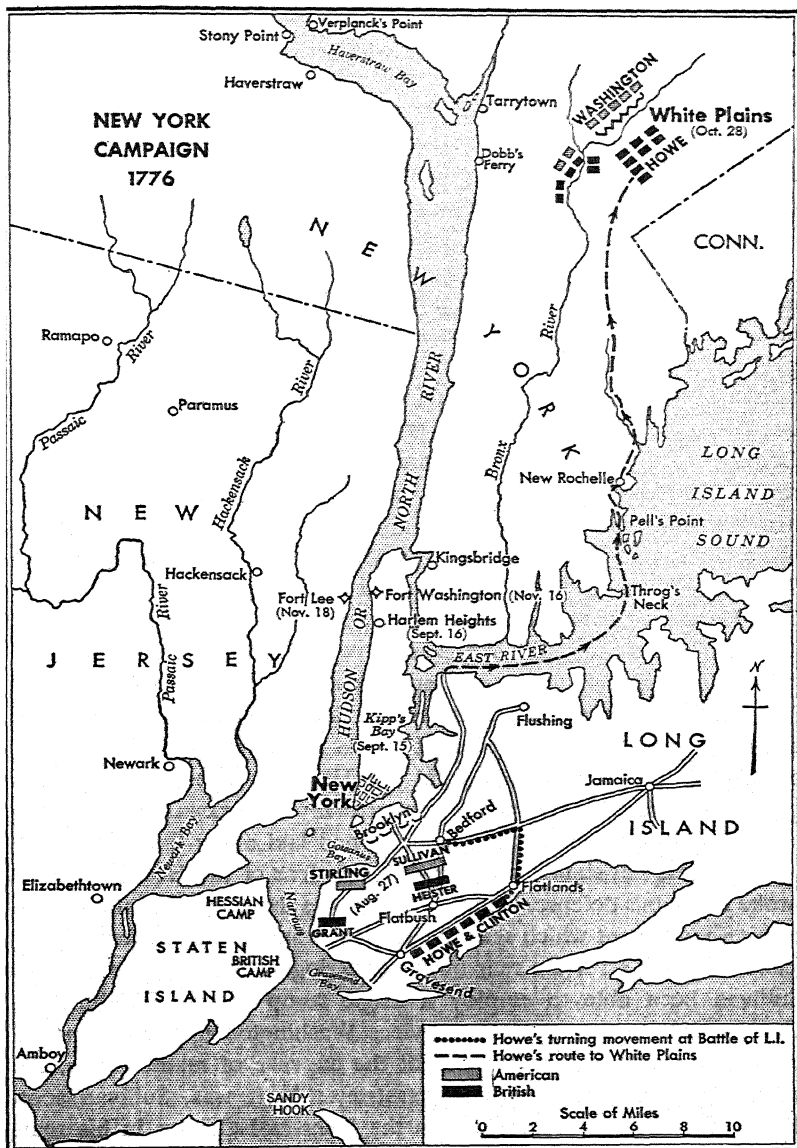 Verplanck's Point
Stony Point
Haverstraw Bay
Haverstraw
Tarrytown
WASHINGTON
White Plains
(Oct. 28)
HOWE
NEW YORK
CAMPAIGN
1776
Dobb's
Ferry
NEW YORK
CONN.
Ramapo
River
Passaic
Paramus
River
Hackensack
River
Bronx
HUDSON OR NORTH RIVER
LONG
ISLAND
SOUND
New Rochelle
Pell's Point
NEW
JERSEY
Kingsbridge
Hackensack
Fort Lee
(Nov. 18)
Fort Washington (Nov. 16)
Throg's
Neck
River
Passaic
Harlem Heights
(Sept. 16)
EAST RIVER
N
Kipp's
Bay
(Sept. 15)
Flushing
LONG
ISLAND
Newark
Jamaica
New
York
Newark Bay
Brooklyn
Bedford
Gowanus
Bay
SULLIVAN
STIRLING
(Aug. 27)
HEISTER
Flatlands
Elizabethtown
HESSIAN
CAMP
Narrows
GRANT
Flatbush
HOWE & CLINTON
STATEN
ISLAND
BRITISH
CAMP
Gravesend
Bay
Gravesend
Amboy
SANDY
HOOK
Howe's turning movement at Battle of L.I.
Howe's route to White Plains
American
British
Scale of Miles
0 2 4 6 8 10